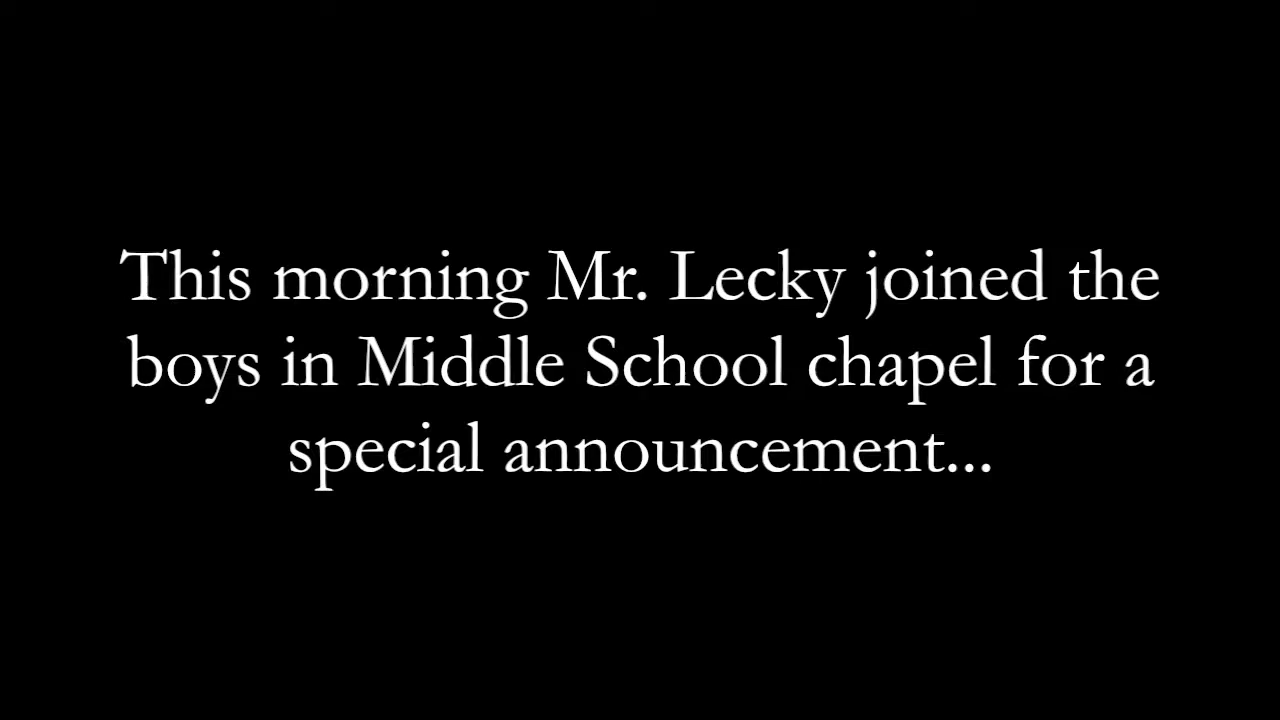 This morning Mr. Lecky joined the
boys in Middle School chapel for a
special announcement...